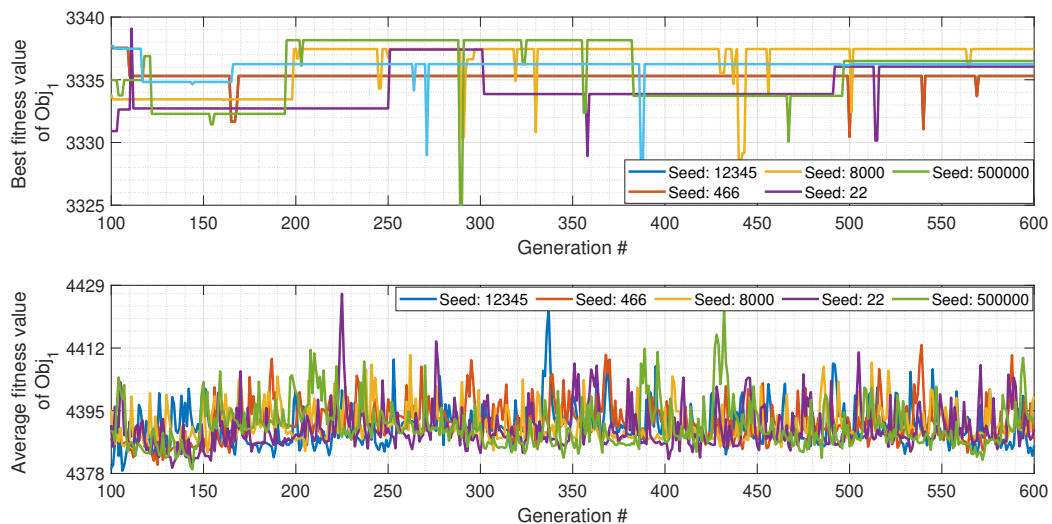 Best fitness value
of Obj1
3340
3335
3330
3325
100 150 200 250 300 350 400 450 500 550 600
Generation #
Seed: 12345 Seed: 8000 Seed: 500000
Seed: 466 Seed: 22
Average fitness value
of Obj1
4429
4412
4395
4378
100 150 200 250 300 350 400 450 500 550 600
Generation #
Seed: 12345 Seed: 466 Seed: 8000 Seed: 22 Seed: 500000